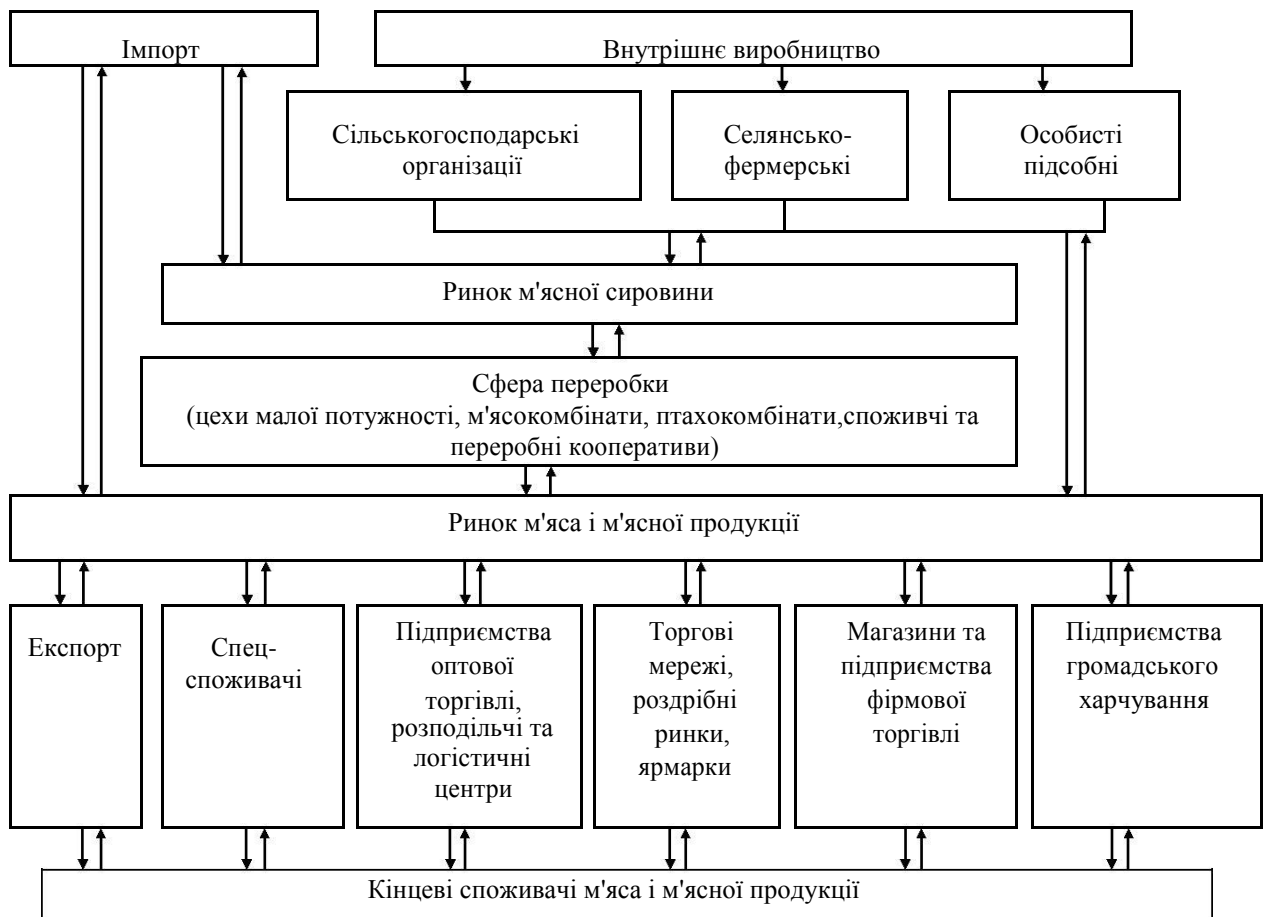 Імпорт
Внутрішнє виробництво
Сільськогосподарські
організації
Селянсько-
фермерські
Особисті
підсобні
Ринок м'ясної сировини
Сфера переробки
(цехи малої потужності, м'ясокомбінати, птахокомбінати,споживчі та
переробні кооперативи)
Ринок м'яса і м'ясної продукції
Експорт
Спец-
споживачі
Підприємства
оптової
торгівлі,
розподільчі та
логістичні
центри
Торгові
мережі,
роздрібні
ринки,
ярмарки
Магазини та
підприємства
фірмової
торгівлі
Підприємства
громадського
харчування
Кінцеві споживачі м'яса і м'ясної продукції